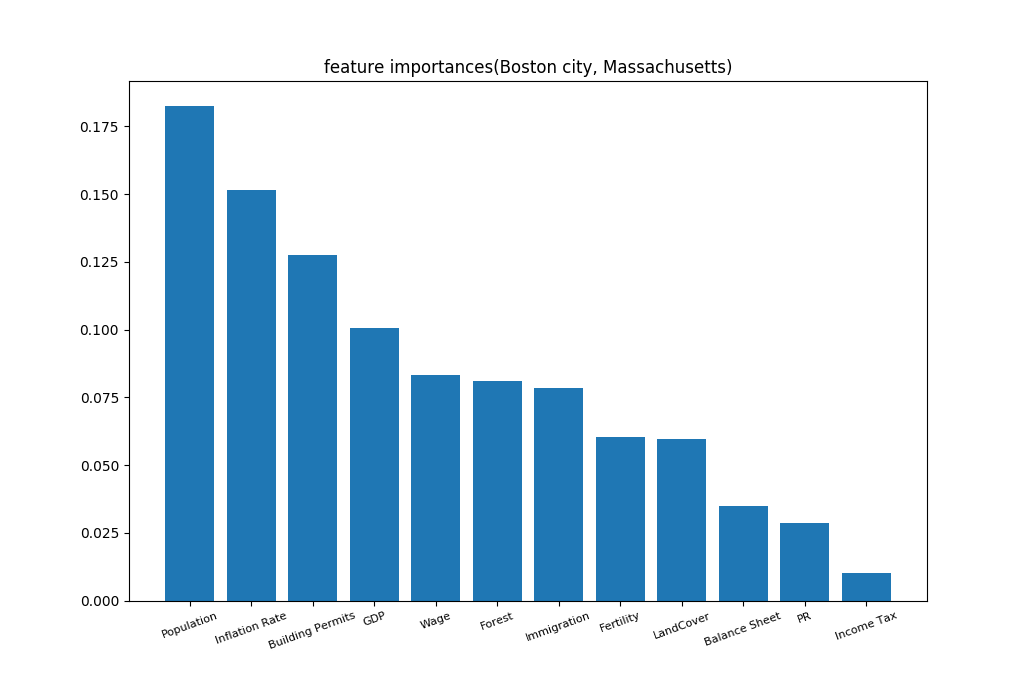 feature importances(Boston city, Massachusetts)
0.175
0.150
0.125
0.100
0.075
0.050
0.025
0.000
Population
Inflation Rate
Building Permits
GDP
Wage
Forest
Immigration
Fertility
LandCover
Balance Sheet
PR
Income Tax